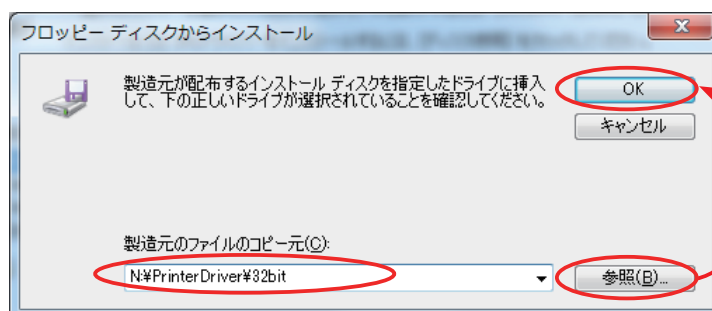 フロッピー ディスクからインストール
製造元が配布するインストール ディスクを指定したドライブに挿入
して、下の正しいドライブが選択されていることを確認してください。
OK
キャンセル
製造元のファイルのコピー元(C):
N:¥PrinterDriver¥32bit
参照(B)...